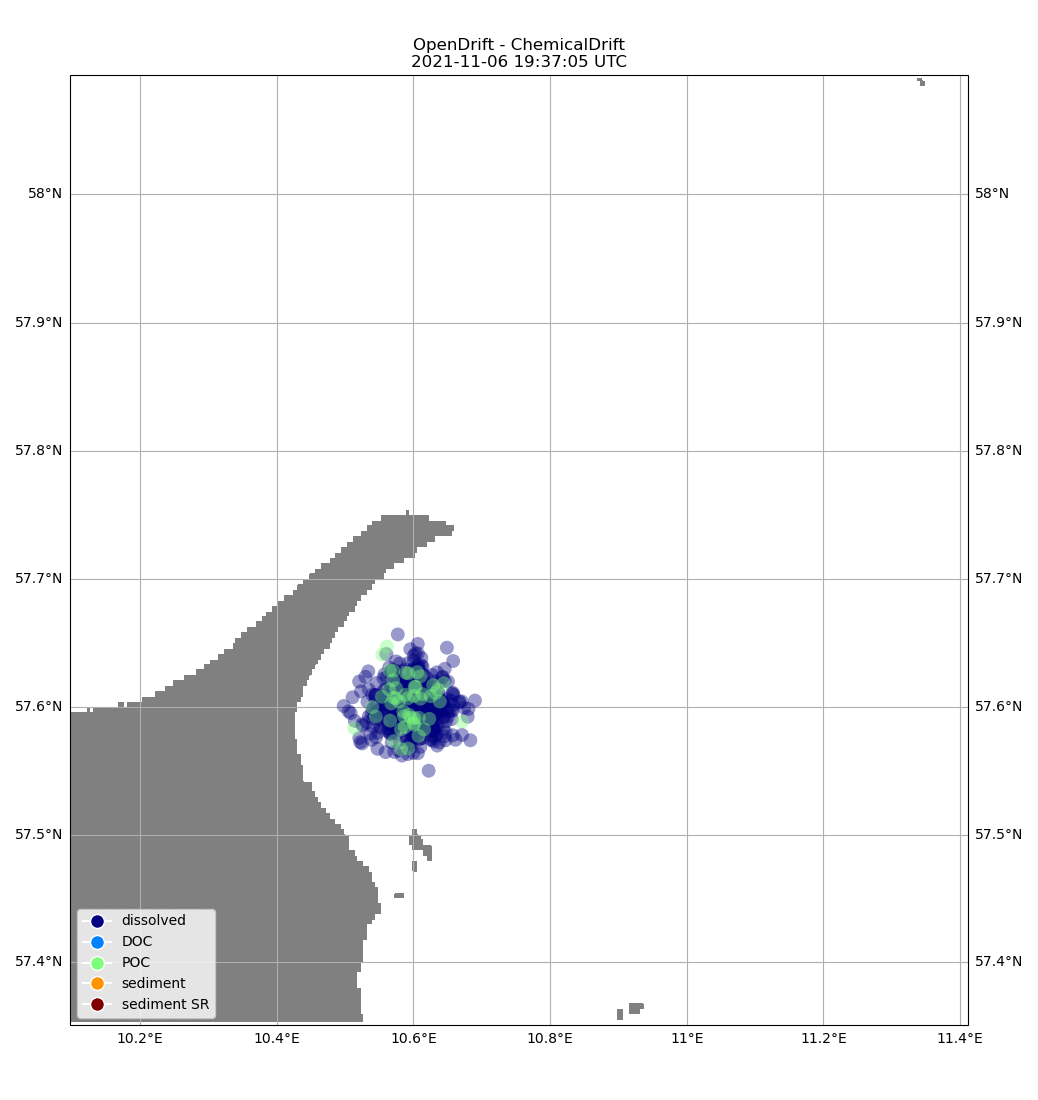 OpenDrift - ChemicalDrift
2021-11-06 19:37:05 UTC
58°N
58°N
57.9°N
57.9°N
57.8°N
57.8°N
57.7°N
57.7°N
57.6°N
57.6°N
57.5°N
57.5°N
57.4°N
57.4°N
dissolved
DOC
POC
sediment
sediment SR
10.2°E
10.4°E
10.6°E
10.8°E
11°E
11.2°E
11.4°E